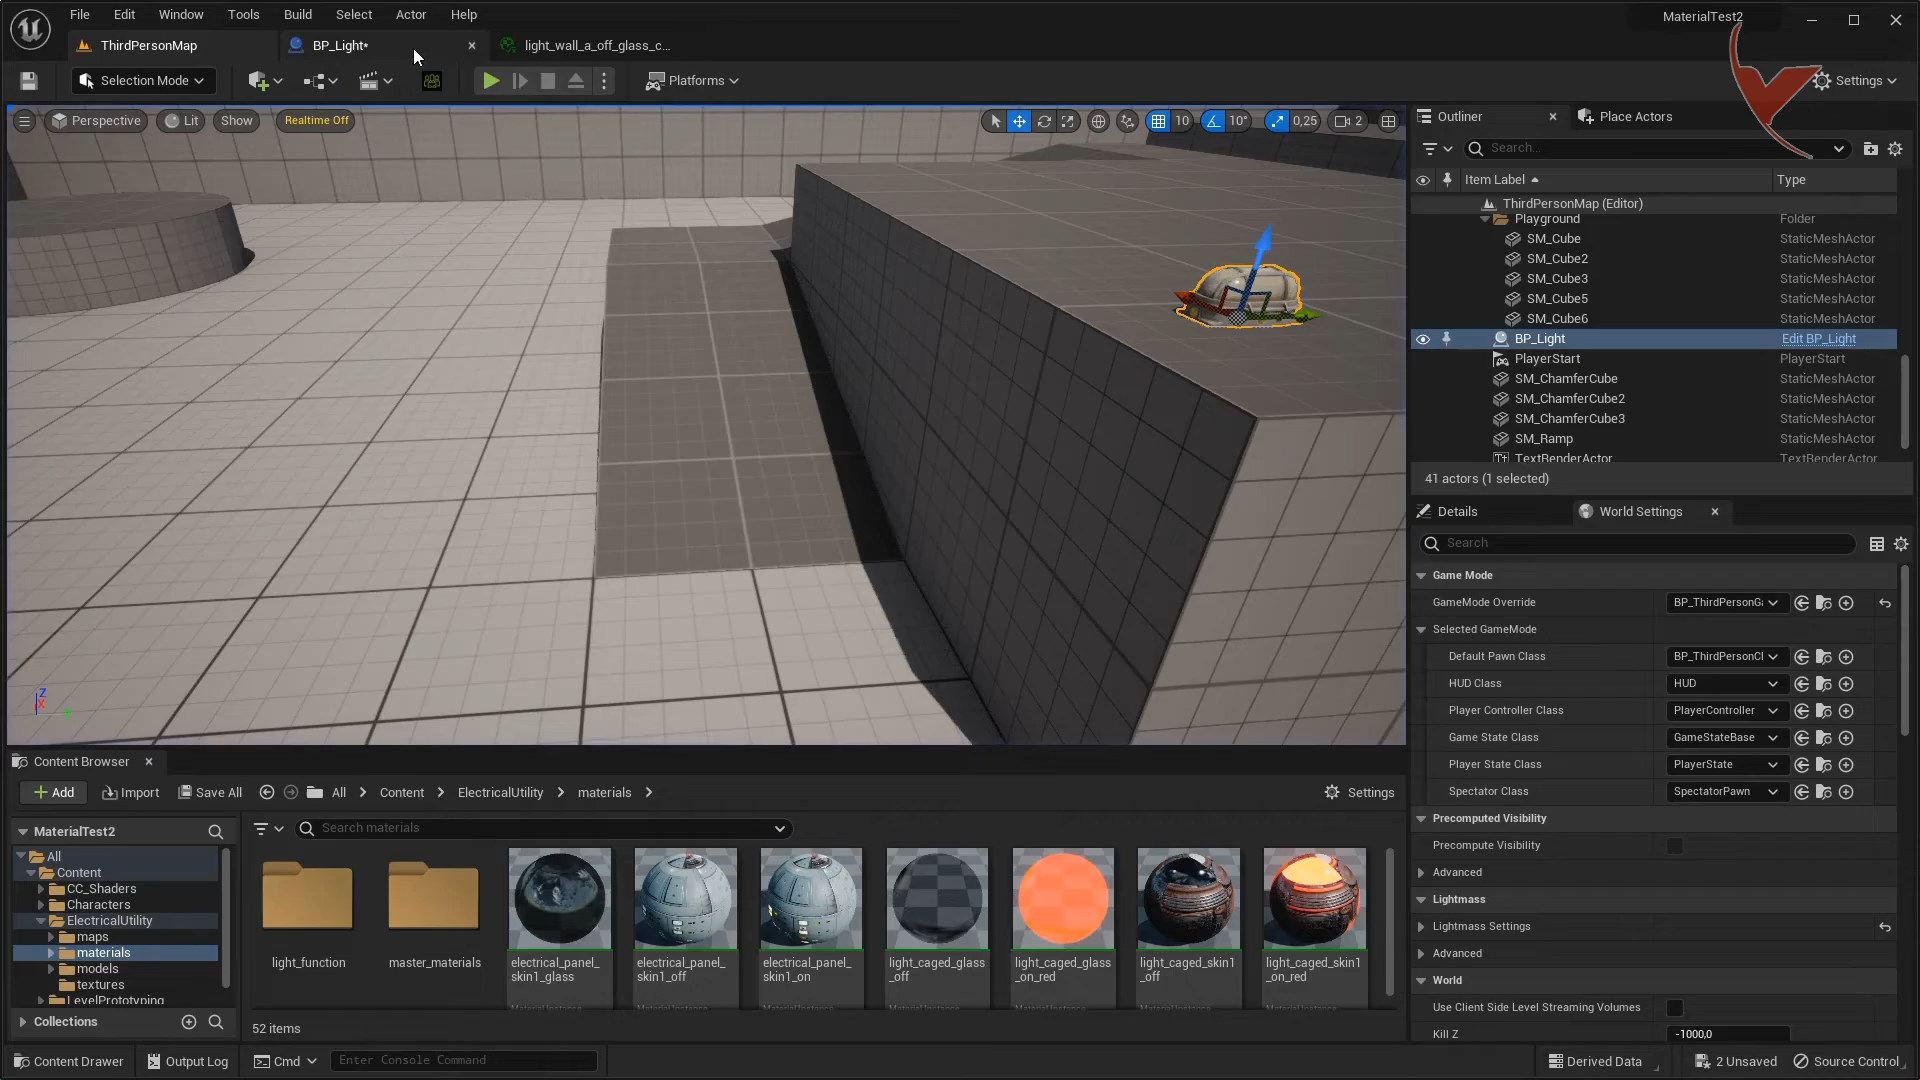 File Edit Window Tools Build Select Actor Help
MaterialTest2
ThirdPersonMap
BP_Light*
light_wall_a_off_glass_c...
Selection Mode
Platforms
Settings
Perspective
Lit
Show
Realtime Off
10
10°
0,25
2
Outliner
Place Actors
Search...
Item Label
Type
ThirdPersonMap (Editor)
Playground Folder
SM_Cube StaticMeshActor
SM_Cube2 StaticMeshActor
SM_Cube3 StaticMeshActor
SM_Cube5 StaticMeshActor
SM_Cube6 StaticMeshActor
BP_Light Edit BP_Light
PlayerStart PlayerStart
SM_ChamferCube StaticMeshActor
SM_ChamferCube2 StaticMeshActor
SM_ChamferCube3 StaticMeshActor
SM_Ramp StaticMeshActor
TextRenderActor TextRenderActor
41 actors (1 selected)
Details
World Settings
Search
Game Mode
GameMode Override BP_ThirdPersonGa
Selected GameMode
Default Pawn Class BP_ThirdPersonCl
HUD Class HUD
Player Controller Class PlayerController
Game State Class GameStateBase
Player State Class PlayerState
Spectator Class SpectatorPawn
Precomputed Visibility
Precompute Visibility
Advanced
Lightmass
Lightmass Settings
Advanced
World
Use Client Side Level Streaming Volumes
Kill Z -1000,0
Z
X
Content Browser
Add
Import
Save All
All
Content
ElectricalUtility
materials
Settings
MaterialTest2
Search materials
All
Content
CC_Shaders
Characters
ElectricalUtility
maps
materials
models
textures
LevelPrototyping
Collections
light_function
master_materials
electrical_panel_
skin1_glass
electrical_panel_
skin1_off
electrical_panel_
skin1_on
light_caged_glass
_off
light_caged_glass
_on_red
light_caged_skin1
_off
light_caged_skin1
_on_red
52 items
Content Drawer
Output Log
Cmd
Enter Console Command
Derived Data
2 Unsaved
Source Control